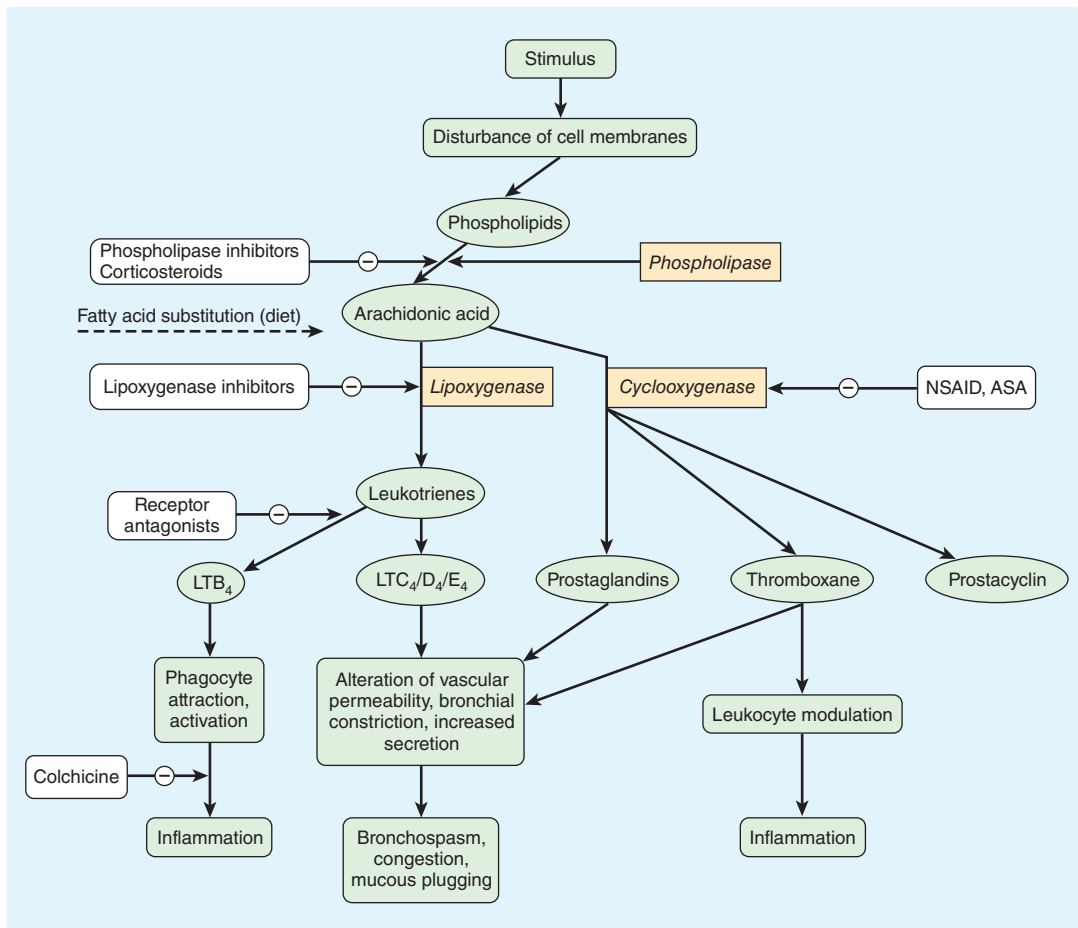 Stimulus
Disturbance of cell membranes
Phospholipids
Phospholipase inhibitors
Corticosteroids
−
Phospholipase
Arachidonic acid
Fatty acid substitution (diet)
Lipoxygenase inhibitors
−
Lipoxygenase
Cyclooxygenase
−
NSAID, ASA
Leukotrienes
Receptor
antagonists
−
LTB₄
LTC₄/D₄/E₄
Prostaglandins
Thromboxane
Prostacyclin
Phagocyte
attraction,
activation
Alteration of vascular
permeability, bronchial
constriction, increased
secretion
Leukocyte modulation
Colchicine
−
Inflammation
Bronchospasm,
congestion,
mucous plugging
Inflammation